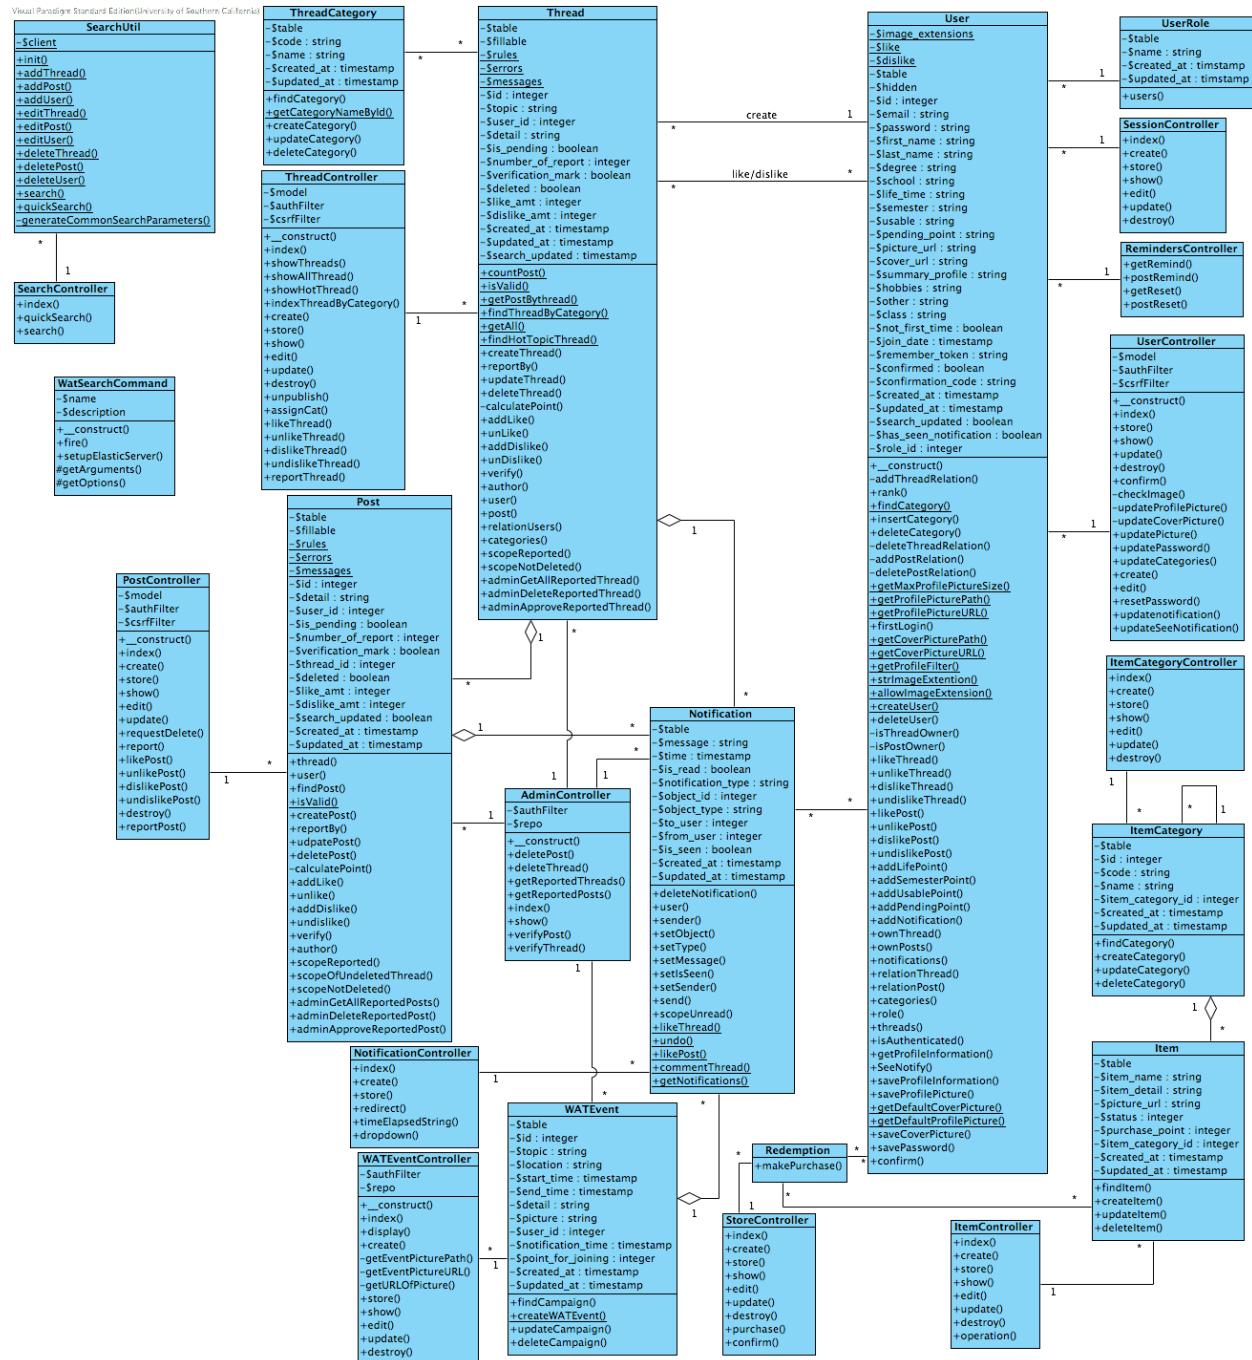 Visual Paradigm Standard Edition(University of Southern California)
SearchUtil
-$client
+init()
+addThread()
+addPost()
+addUser()
+editThread()
+editPost()
+editUser()
+deleteThread()
+deletePost()
+deleteUser()
+search()
+quickSearch()
-generateCommonSearchParameters()
*
1
SearchController
+index()
+quickSearch()
+search()
WatSearchCommand
-$name
-$description
+__construct()
+fire()
+setupElasticServer()
#getArguments()
#getOptions()
ThreadCategory
-$table
-$code : string
-$name : string
-$created_at : timestamp
-$updated_at : timestamp
+findCategory()
+getCategoryNameById()
+createCategory()
+updateCategory()
+deleteCategory()
*
*
ThreadController
-$model
-$authFilter
-$csrfFilter
+__construct()
+index()
+showThreads()
+showAllThread()
+showHotThread()
+indexThreadByCategory()
+create()
+store()
+show()
+edit()
+update()
+destroy()
+unpublish()
+assignCat()
+likeThread()
+unlikeThread()
+dislikeThread()
+undislikeThread()
+reportThread()
1
*
Thread
-$table
-$fillable
-$rules
-$errors
-$messages
-$id : integer
-$topic : string
-$user_id : integer
-$detail : string
-$is_pending : boolean
-$number_of_report : integer
-$verification_mark : boolean
-$deleted : boolean
-$like_amt : integer
-$dislike_amt : integer
-$created_at : timestamp
-$updated_at : timestamp
-$search_updated : timestamp
+countPost()
+isValid()
+getPostBythread()
+findThreadByCategory()
+getAll()
+findHotTopicThread()
+createThread()
+reportBy()
+updateThread()
+deleteThread()
-calculatePoint()
+addLike()
+unLike()
+addDislike()
+unDislike()
+verify()
+author()
+user()
+post()
+relationUsers()
+categories()
+scopeReported()
+scopeNotDeleted()
+adminGetAllReportedThread()
+adminDeleteReportedThread()
+adminApproveReportedThread()
create
*
1
like/dislike
*
*
User
-$image_extensions
-$like
-$dislike
-$table
-$hidden
-$id : integer
-$email : string
-$password : string
-$first_name : string
-$last_name : string
-$degree : string
-$school : string
-$life_time : string
-$semester : string
-$usable : string
-$pending_point : string
-$picture_url : string
-$cover_url : string
-$summary_profile : string
-$hobbies : string
-$other : string
-$class : string
-$not_first_time : boolean
-$join_date : timestamp
-$remember_token : string
-$confirmed : boolean
-$confirmation_code : string
-$created_at : timestamp
-$updated_at : timestamp
-$search_updated : boolean
-$has_seen_notification : boolean
-$role_id : integer
+__construct()
-addThreadRelation()
+rank()
+findCategory()
+insertCategory()
+deleteCategory()
-deleteThreadRelation()
-addPostRelation()
-deletePostRelation()
+getMaxProfilePictureSize()
+getProfilePicturePath()
+getProfilePictureURL()
+firstLogin()
+getCoverPicturePath()
+getCoverPictureURL()
+getProfileFilter()
+strImageExtention()
+allowImageExtension()
+createUser()
+deleteUser()
-isThreadOwner()
-isPostOwner()
+likeThread()
+unlikeThread()
+dislikeThread()
+undislikeThread()
+likePost()
+unlikePost()
+dislikePost()
+undislikePost()
+addLifePoint()
+addSemesterPoint()
+addUsablePoint()
+addPendingPoint()
+addNotification()
+ownThread()
+ownPosts()
+notifications()
+relationThread()
+relationPost()
+categories()
+role()
+threads()
+isAuthenticated()
+getProfileInformation()
+SeeNotify()
+saveProfileInformation()
+saveProfilePicture()
+getDefaultCoverPicture()
+getDefaultProfilePicture()
+saveCoverPicture()
+savePassword()
+confirm()
*
1
UserRole
-$table
-$name : string
-$created_at : timstamp
-$updated_at : timstamp
+users()
*
1
SessionController
+index()
+create()
+store()
+show()
+edit()
+update()
+destroy()
*
1
RemindersController
+getRemind()
+postRemind()
+getReset()
+postReset()
*
1
UserController
-$model
-$authFilter
-$csrfFilter
+__construct()
+index()
+store()
+show()
+update()
+destroy()
+confirm()
-checkImage()
-updateProfilePicture()
-updateCoverPicture()
+updatePicture()
+updatePassword()
+updateCategories()
+create()
+edit()
+resetPassword()
+updatenotification()
+updateSeeNotification()
PostController
-$model
-$authFilter
-$csrfFilter
+__construct()
+index()
+create()
+store()
+show()
+edit()
+update()
+requestDelete()
+report()
+likePost()
+unlikePost()
+dislikePost()
+undislikePost()
+destroy()
+reportPost()
1
*
Post
-$table
-$fillable
-$rules
-$errors
-$messages
-$id : integer
-$detail : string
-$user_id : integer
-$is_pending : boolean
-$number_of_report : integer
-$verification_mark : boolean
-$thread_id : integer
-$deleted : boolean
-$like_amt : integer
-$dislike_amt : integer
-$search_updated : boolean
-$created_at : timestamp
-$updated_at : timestamp
+thread()
+user()
+findPost()
+isValid()
+createPost()
+reportBy()
+udpatePost()
+deletePost()
-calculatePoint()
+addLike()
+unlike()
+addDislike()
+undislike()
+verify()
+author()
+scopeReported()
+scopeOfUndeletedThread()
+scopeNotDeleted()
+adminGetAllReportedPosts()
+adminDeleteReportedPost()
+adminApproveReportedPost()
1
*
1
*
1
*
*
1
*
1
*
1
AdminController
-$authFilter
-$repo
+__construct()
+deletePost()
+deleteThread()
+getReportedThreads()
+getReportedPosts()
+index()
+show()
+verifyPost()
+verifyThread()
1
*
Notification
-$table
-$message : string
-$time : timestamp
-$is_read : boolean
-$notification_type : string
-$object_id : integer
-$object_type : string
-$to_user : integer
-$from_user : integer
-$is_seen : boolean
-$created_at : timestamp
-$updated_at : timestamp
+deleteNotification()
+user()
+sender()
+setObject()
+setType()
+setMessage()
+setIsSeen()
+setSender()
+send()
+scopeUnread()
+likeThread()
+undo()
+likePost()
+commentThread()
+getNotifications()
*
*
ItemCategoryController
+index()
+create()
+store()
+show()
+edit()
+update()
+destroy()
1
*
*
1
ItemCategory
-$table
-$id : integer
-$code : string
-$name : string
-$item_category_id : integer
-$created_at : timestamp
-$updated_at : timestamp
+findCategory()
+createCategory()
+updateCategory()
+deleteCategory()
1
*
Item
-$table
-$item_name : string
-$item_detail : string
-$picture_url : string
-$status : integer
-$purchase_point : integer
-$item_category_id : integer
-$created_at : timestamp
-$updated_at : timestamp
+findItem()
+createItem()
+updateItem()
+deleteItem()
NotificationController
+index()
+create()
+store()
+redirect()
+timeElapsedString()
+dropdown()
1
*
WATEventController
-$authFilter
-$repo
+__construct()
+index()
+display()
+create()
-getEventPicturePath()
-getEventPictureURL()
-getURLOfPicture()
+store()
+show()
+edit()
+update()
+destroy()
*
1
WATEvent
-$table
-$id : integer
-$topic : string
-$location : string
-$start_time : timestamp
-$end_time : timestamp
-$detail : string
-$picture : string
-$user_id : integer
-$notification_time : timestamp
-$point_for_joining : integer
-$created_at : timestamp
-$updated_at : timestamp
+findCampaign()
+createWATEvent()
+updateCampaign()
+deleteCampaign()
*
1
Redemption
+makePurchase()
*
*
*
1
*
*
StoreController
+index()
+create()
+store()
+show()
+edit()
+update()
+destroy()
+purchase()
+confirm()
ItemController
+index()
+create()
+store()
+show()
+edit()
+update()
+destroy()
+operation()
1
*